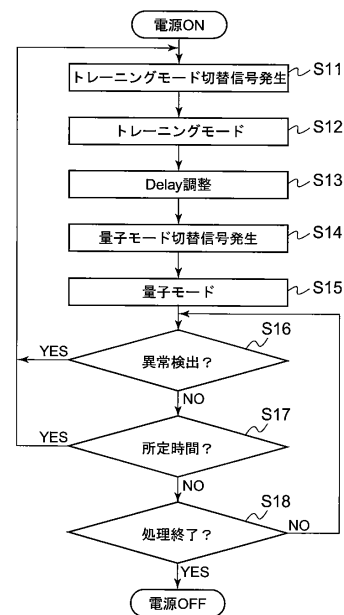 電源ON
トレーニングモード切替信号発生 S11
トレーニングモード S12
Delay調整 S13
量子モード切替信号発生 S14
量子モード S15
異常検出？ S16
YES
NO
所定時間？ S17
YES
NO
処理終了？ S18
NO
YES
電源OFF